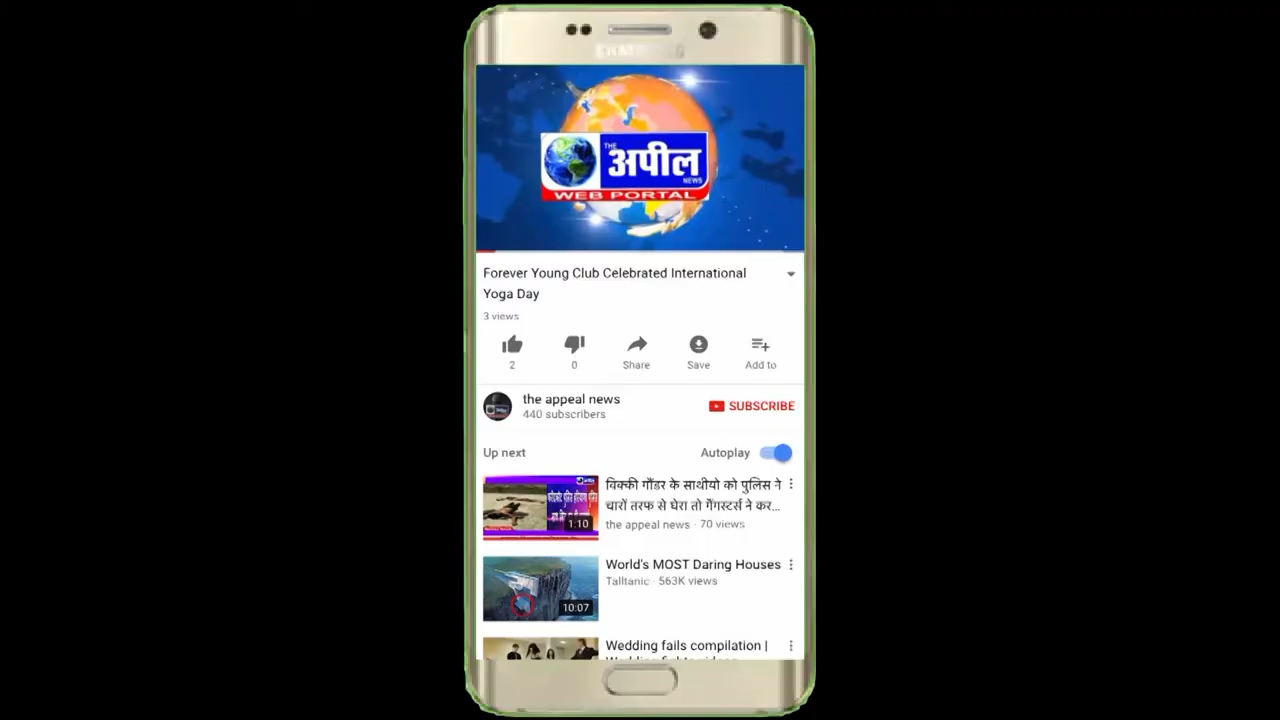 SAMSUNG
THE
अपील
NEWS
WEB PORTAL
Forever Young Club Celebrated International
Yoga Day
3 views
2
0
Share
Save
Add to
the appeal news
440 subscribers
SUBSCRIBE
Up next
Autoplay
विक्की गौंडर के साथीयो को पुलिस ने
चारों तरफ से घेरा तो गैंगस्टर्स ने कर...
the appeal news · 70 views
1:10
World's MOST Daring Houses
Talltanic · 563K views
10:07
Wedding fails compilation |